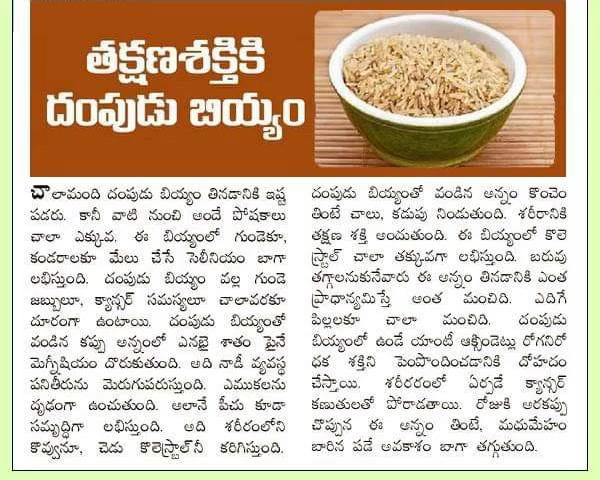 తక్షణశక్తికి
దంపుడు బియ్యం
చాలామంది దంపుడు బియ్యం తినడానికి ఇష్ట
పడరు. కానీ వాటి నుంచి అందే పోషకాలు
చాలా ఎక్కువ. ఈ బియ్యంలో గుండెకూ,
కండరాలకూ మేలు చేసే సెలీనియం బాగా
లభిస్తుంది. దంపుడు బియ్యం వల్ల గుండె
జబ్బులూ, క్యాన్సర్ సమస్యలూ చాలావరకూ
దూరంగా ఉంటాయి. దంపుడు బియ్యంతో
వండిన కప్పు అన్నంలో ఎనభై శాతం పైనే
మెగ్నీషియం దొరుకుతుంది. అది నాడీ వ్యవస్థ
పనితీరును మెరుగుపరుస్తుంది. ఎముకలను
దృఢంగా ఉంచుతుంది. అలానే పీచు కూడా
సమృద్ధిగా లభిస్తుంది. అది శరీరంలోని
కొవ్వునూ, చెడు కొలెస్ట్రాల్‌నీ కరిగిస్తుంది.
దంపుడు బియ్యంతో వండిన అన్నం కొంచెం
తింటే చాలు, కడుపు నిండుతుంది. శరీరానికి
తక్షణ శక్తి అందుతుంది. ఈ బియ్యంలో కొలె
స్ట్రాల్ చాలా తక్కువగా లభిస్తుంది. బరువు
తగ్గాలనుకునేవారు ఈ అన్నం తినడానికి ఎంత
ప్రాధాన్యమిస్తే అంత మంచిది. ఎదిగే
పిల్లలకూ చాలా మంచిది. దంపుడు
బియ్యంలో ఉండే యాంటీ ఆక్సిండెట్లు రోగనిరో
ధక శక్తిని పెంపొందించడానికి దోహదం
చేస్తాయి. శరీరరంలో ఏర్పడే క్యాన్సర్
కణుతులతో పోరాడతాయి. రోజుకి అరకప్పు
చొప్పున ఈ అన్నం తింటే, మధుమేహం
బారిన పడే అవకాశం బాగా తగ్గుతుంది.